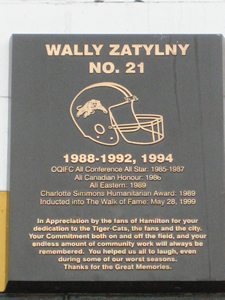 WALLY ZATYLNY
NO. 21
1988-1992, 1994
OQIFC All Conference All Star: 1985-1987
All Canadian Honour: 1986
All Eastern: 1989
Charlotte Simmons Humanitarian Award: 1989
Inducted into The Walk of Fame: May 28, 1999
In Appreciation by the fans of Hamilton for your
dedication to the Tiger-Cats, the fans and the city.
Your Commitment both on and off the field, and your
endless amount of community work will always be
remembered. You helped us all to laugh, even
during some of our worst seasons.
Thanks for the Great Memories.